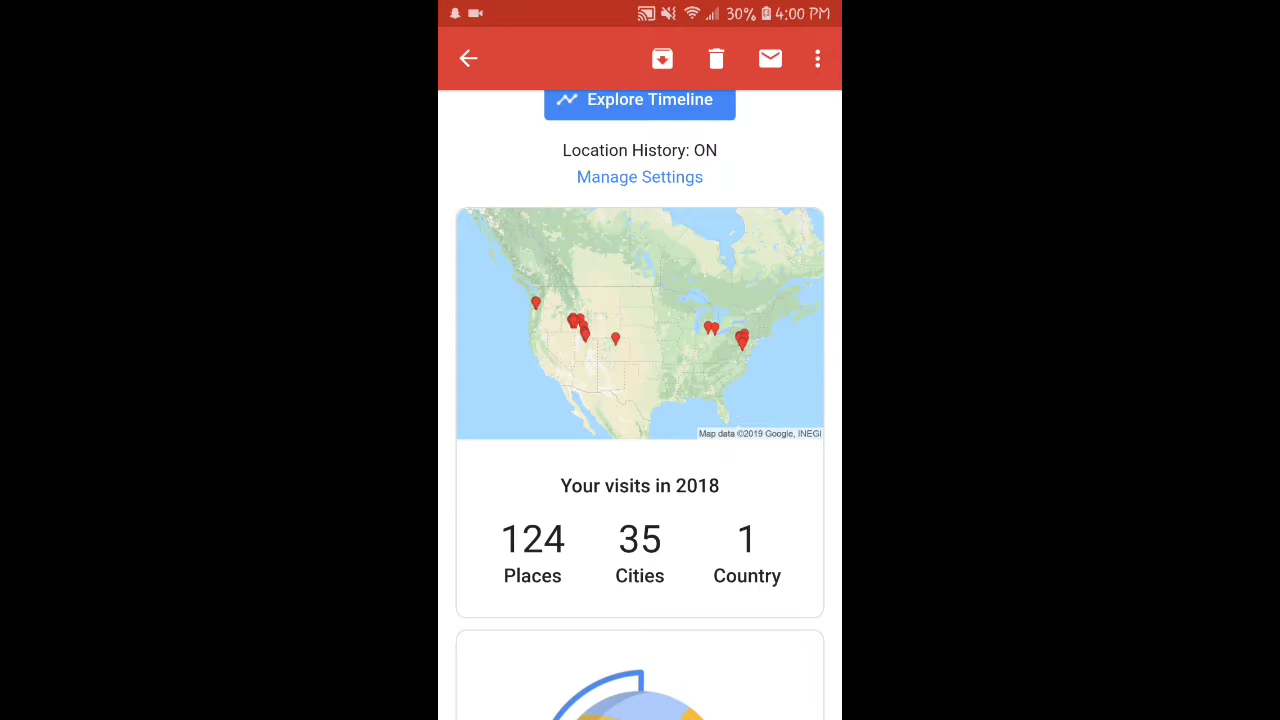 30% 4:00 PM
Explore Timeline
Location History: ON
Manage Settings
Map data ©2019 Google, INEGI
Your visits in 2018
124 35 1
Places Cities Country